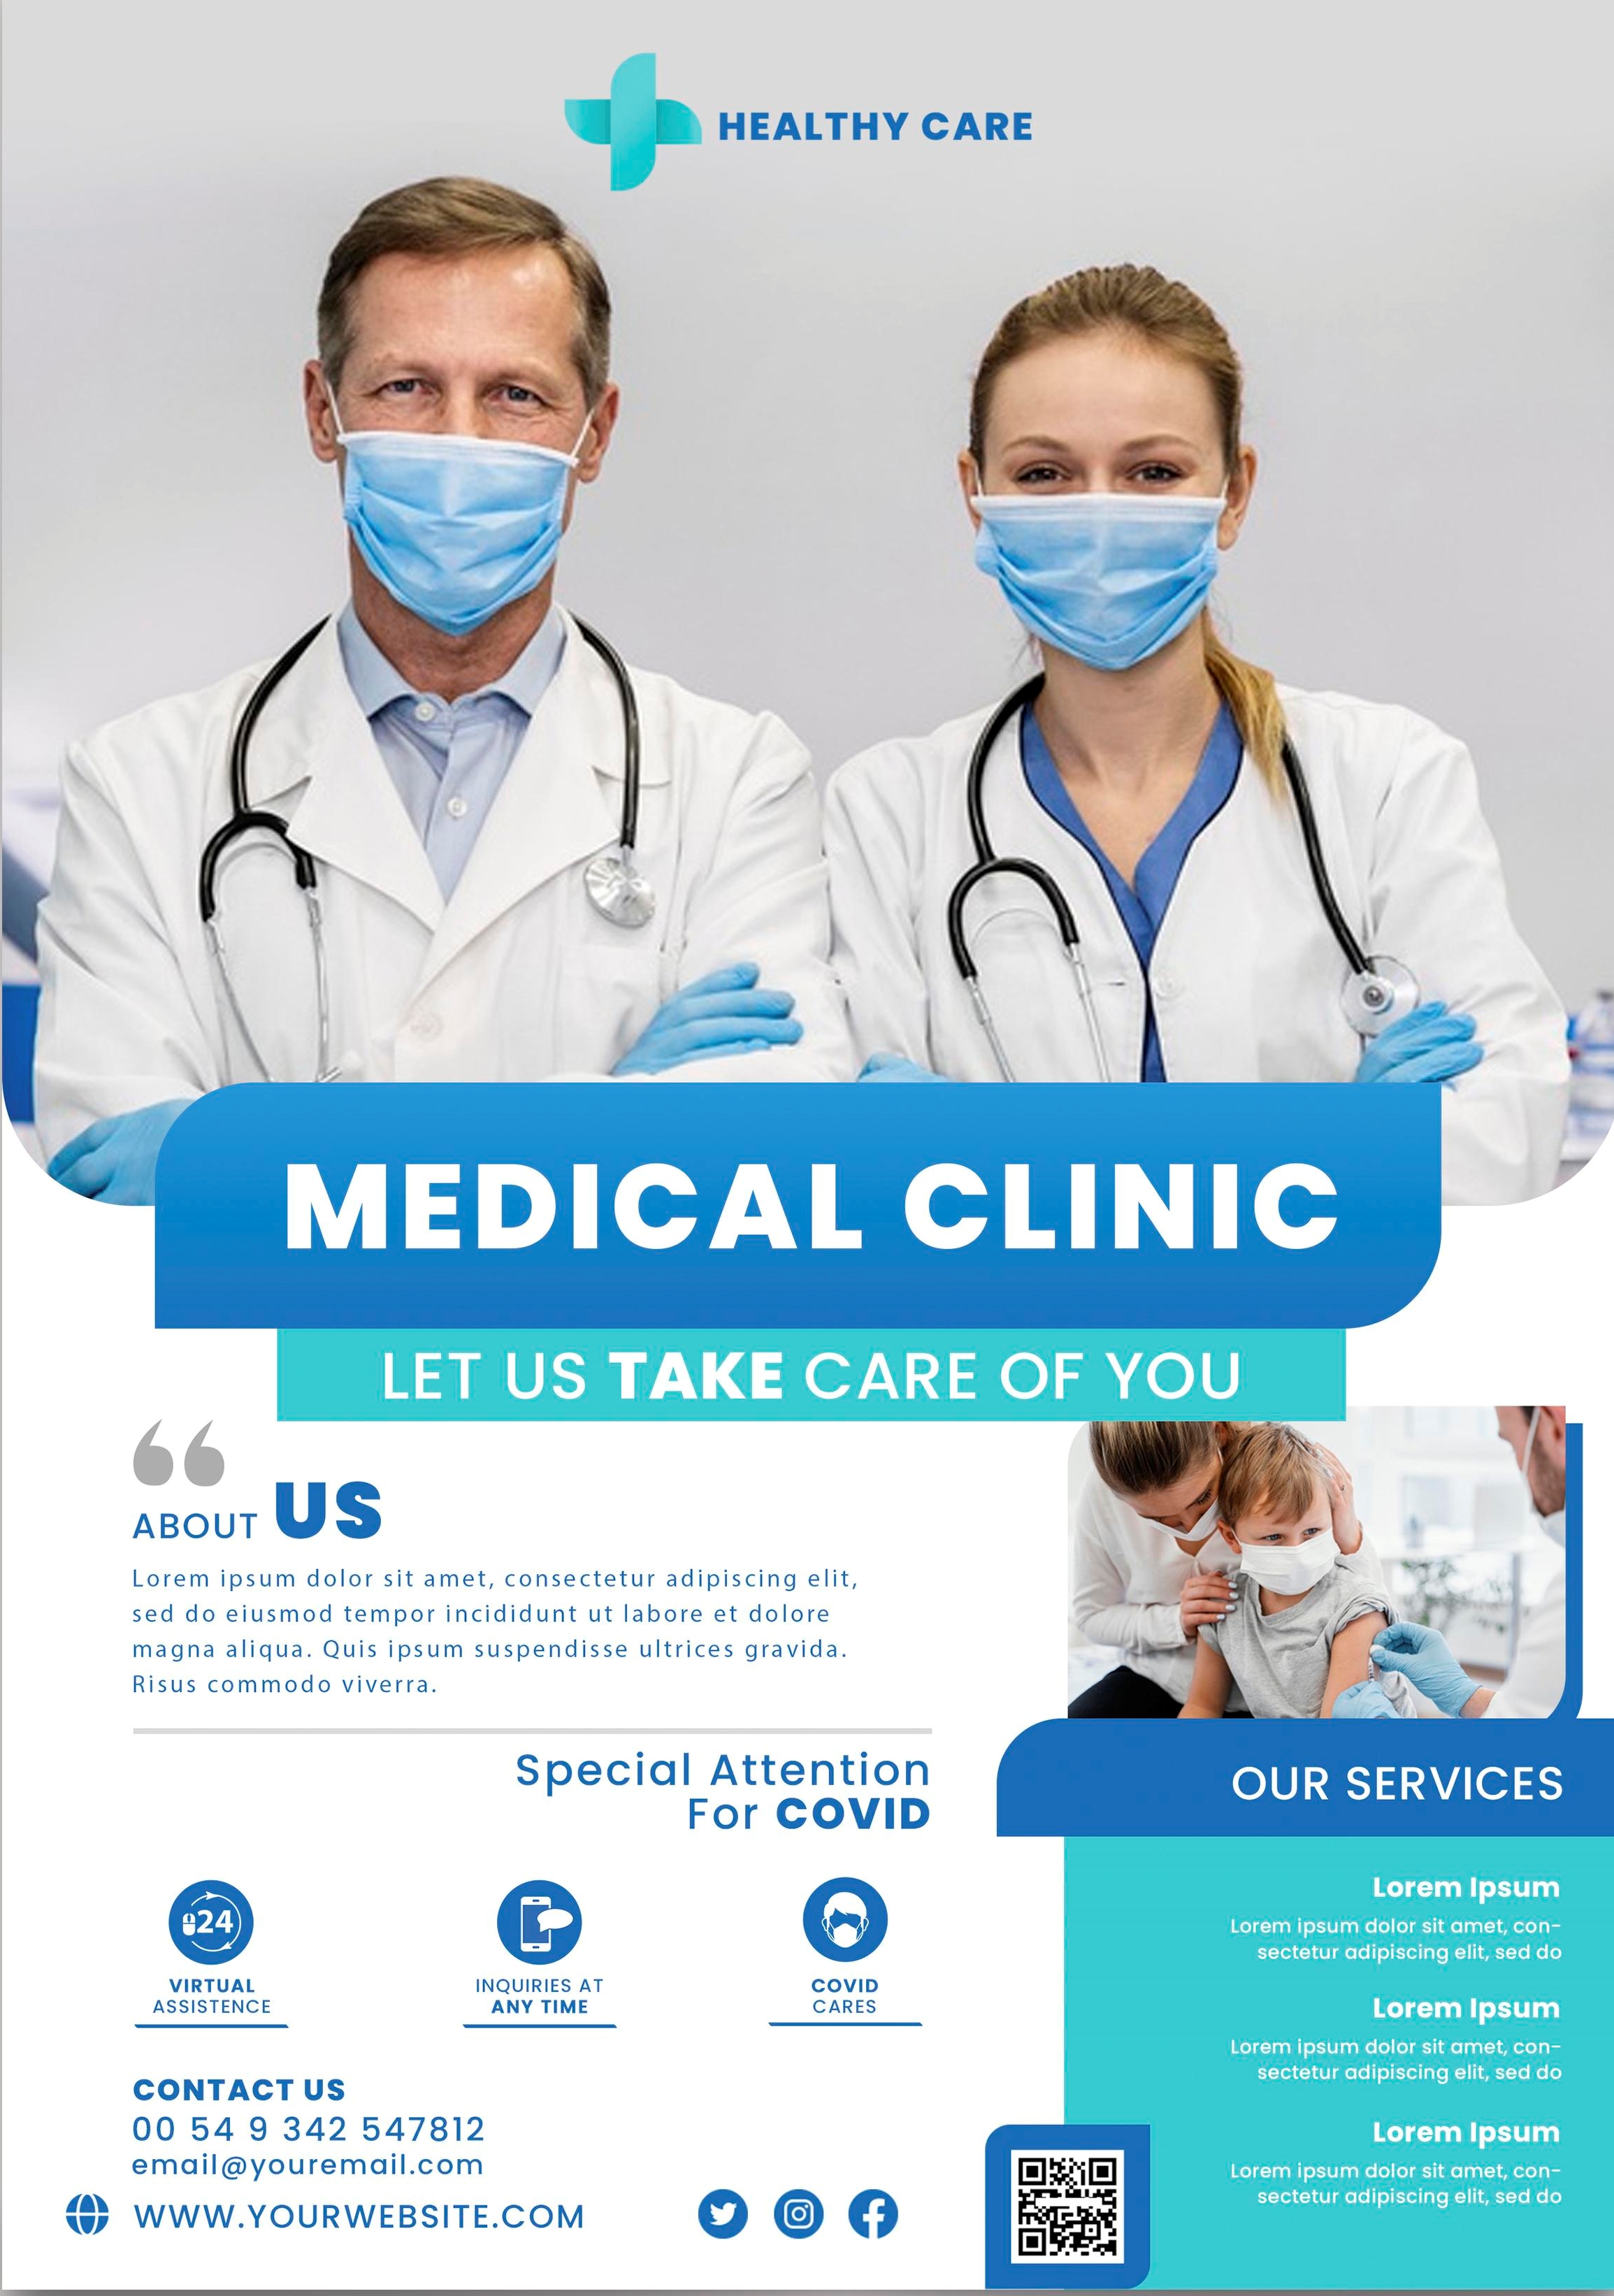 HEALTHY CARE
MEDICAL CLINIC
LET US TAKE CARE OF YOU
ABOUT US
Lorem ipsum dolor sit amet, consectetur adipiscing elit,
sed do eiusmod tempor incididunt ut labore et dolore
magna aliqua. Quis ipsum suspendisse ultrices gravida.
Risus commodo viverra.
Special Attention
For COVID
24
VIRTUAL
ASSISTENCE
INQUIRIES AT
ANY TIME
COVID
CARES
CONTACT US
00 54 9 342 547812
email@youremail.com
WWW.YOURWEBSITE.COM
OUR SERVICES
Lorem Ipsum
Lorem ipsum dolor sit amet, con-
sectetur adipiscing elit, sed do
Lorem Ipsum
Lorem ipsum dolor sit amet, con-
sectetur adipiscing elit, sed do
Lorem Ipsum
Lorem ipsum dolor sit amet, con-
sectetur adipiscing elit, sed do